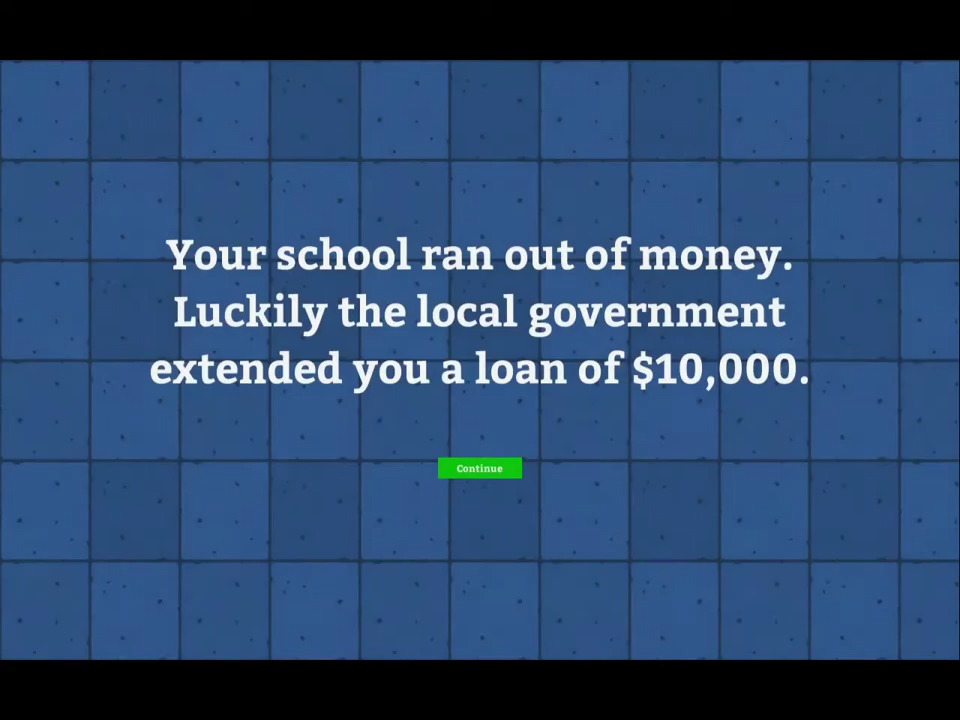 Your school ran out of money.
Luckily the local government
extended you a loan of $10,000.
Continue